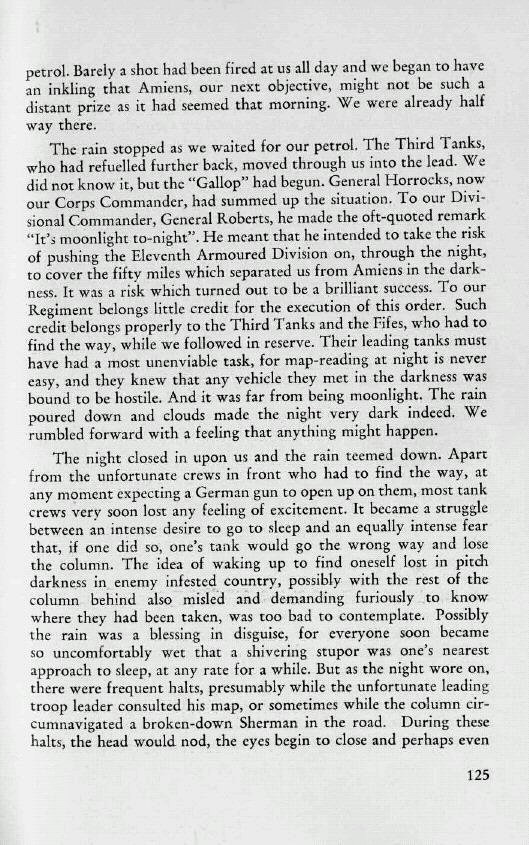 petrol. Barely a shot had been fired at us all day and we began to have
an inkling that Amiens, our next objective, might not be such a
distant prize as it had seemed that morning. We were already half
way there.
The rain stopped as we waited for our petrol. The Third Tanks,
who had refuelled further back, moved through us into the lead. We
did not know it, but the “Gallop” had begun. General Horrocks, now
our Corps Commander, had summed up the situation. To our Divi-
sional Commander, General Roberts, he made the oft-quoted remark
“It’s moonlight to-night”. He meant that he intended to take the risk
of pushing the Eleventh Armoured Division on, through the night,
to cover the fifty miles which separated us from Amiens in the dark-
ness. It was a risk which turned out to be a brilliant success. To our
Regiment belongs little credit for the execution of this order. Such
credit belongs properly to the Third Tanks and the Fifes, who had to
find the way, while we followed in reserve. Their leading tanks must
have had a most unenviable task, for map-reading at night is never
easy, and they knew that any vehicle they met in the darkness was
bound to be hostile. And it was far from being moonlight. The rain
poured down and clouds made the night very dark indeed. We
rumbled forward with a feeling that anything might happen.
The night closed in upon us and the rain teemed down. Apart
from the unfortunate crews in front who had to find the way, at
any moment expecting a German gun to open up on them, most tank
crews very soon lost any feeling of excitement. It became a struggle
between an intense desire to go to sleep and an equally intense fear
that, if one did so, one’s tank would go the wrong way and lose
the column. The idea of waking up to find oneself lost in pitch
darkness in enemy infested country, possibly with the rest of the
column behind also misled and demanding furiously to know
where they had been taken, was too bad to contemplate. Possibly
the rain was a blessing in disguise, for everyone soon became
so uncomfortably wet that a shivering stupor was one’s nearest
approach to sleep, at any rate for a while. But as the night wore on,
there were frequent halts, presumably while the unfortunate leading
troop leader consulted his map, or sometimes while the column cir-
cumnavigated a broken-down Sherman in the road. During these
halts, the head would nod, the eyes begin to close and perhaps even
125